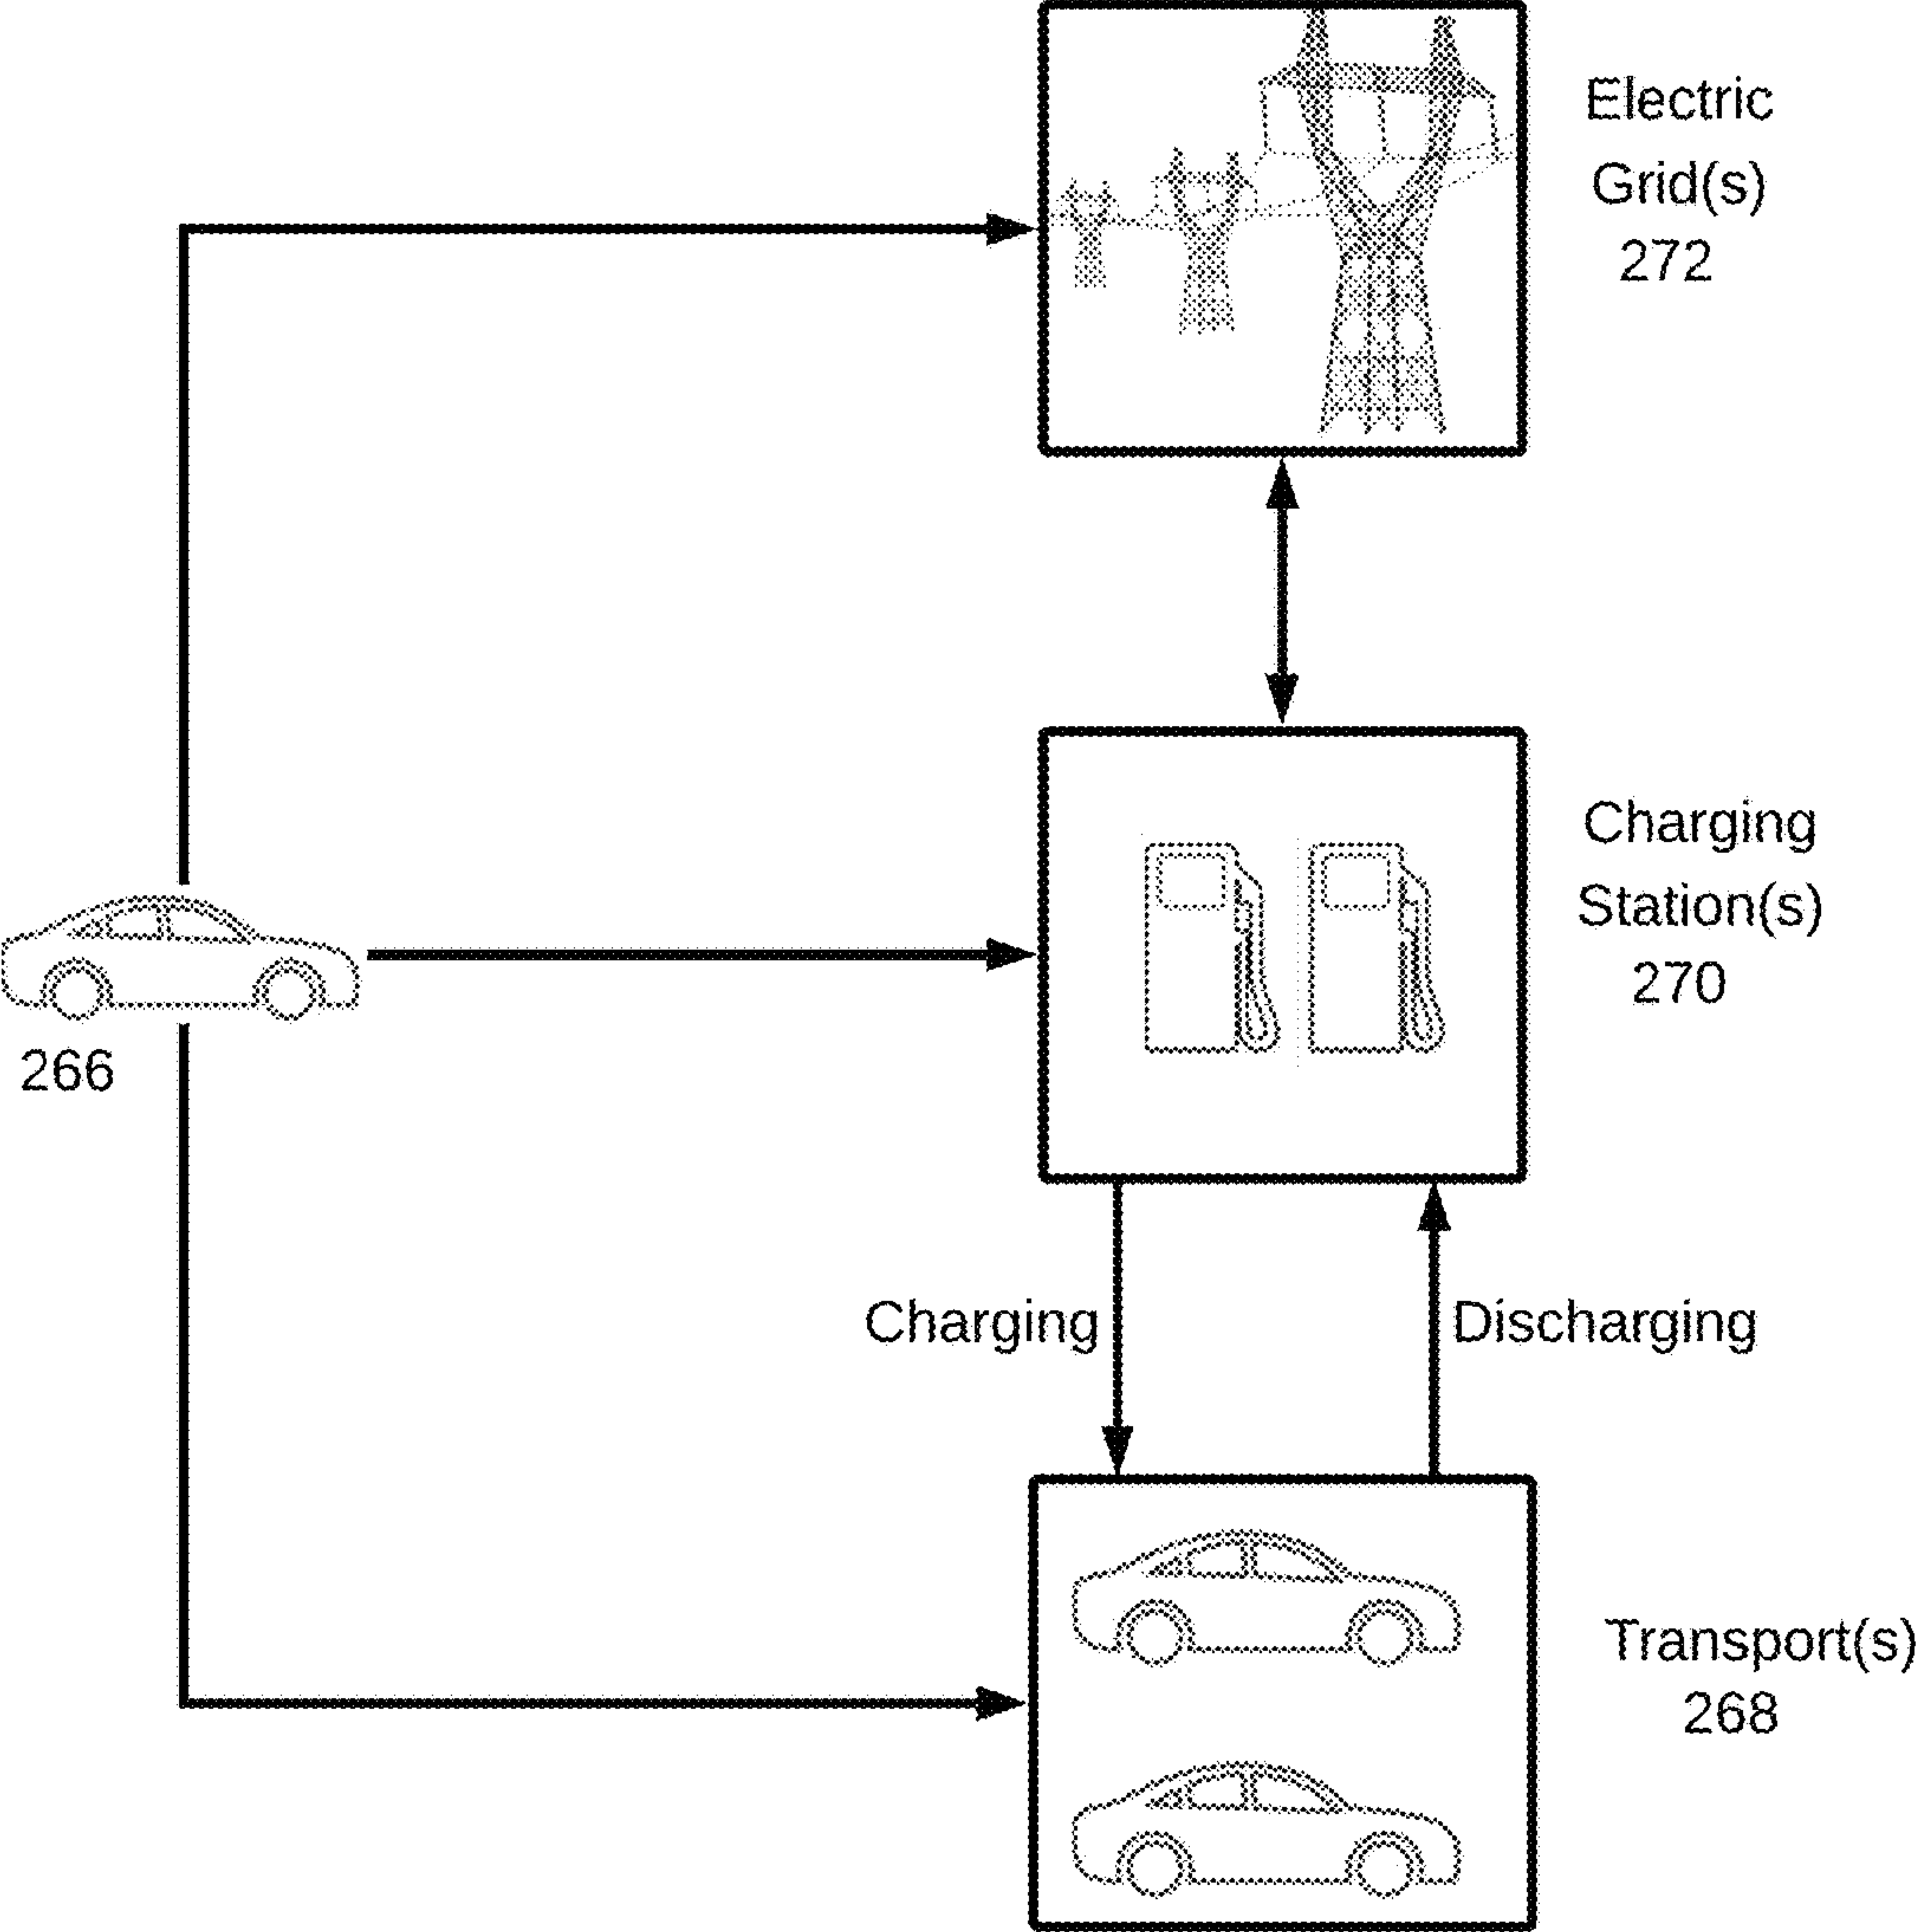 Electric
Grid(s)
272
Charging
Station(s)
270
266
Charging
Discharging
Transport(s)
268